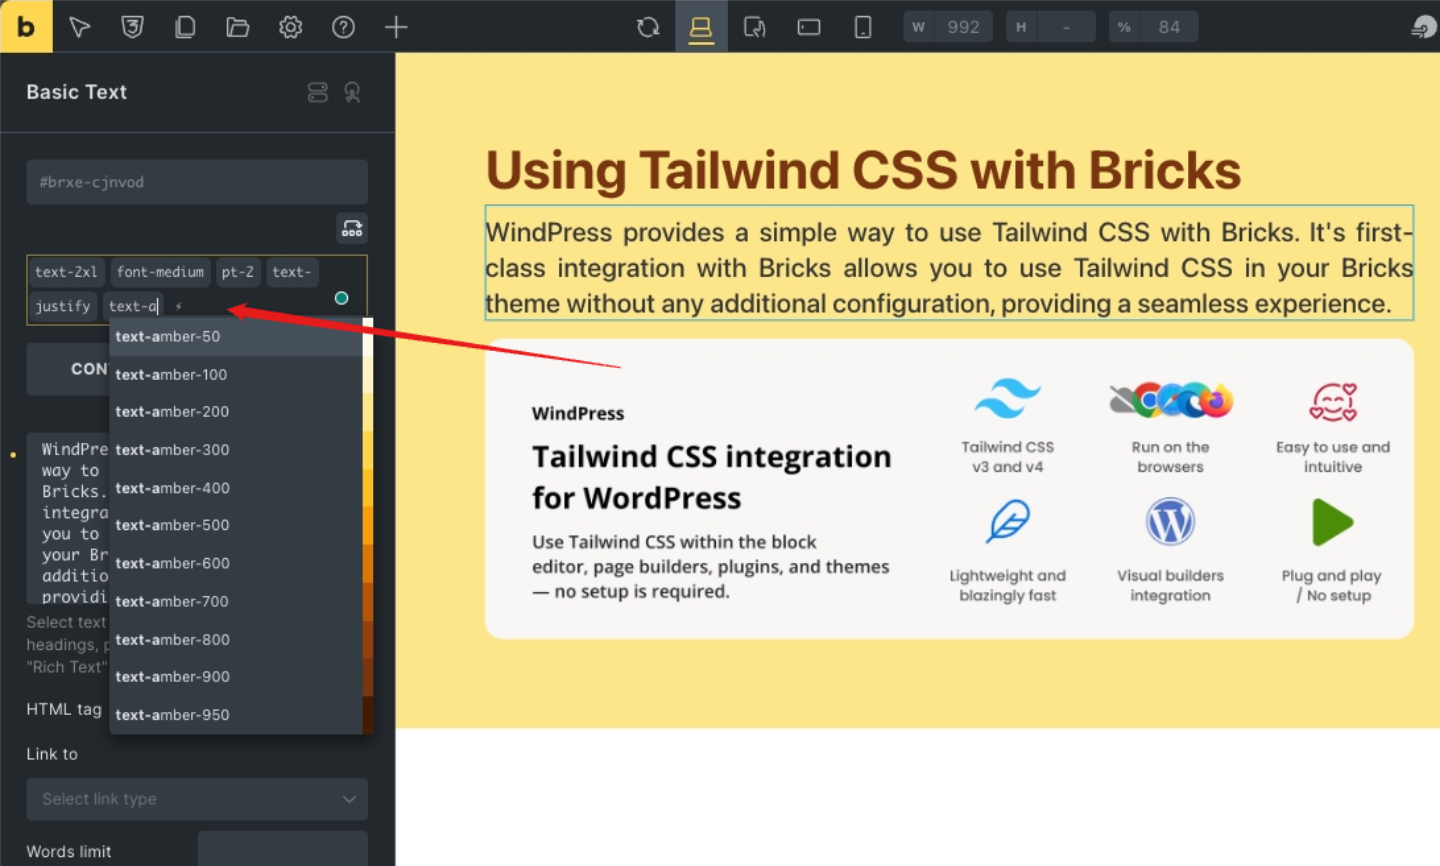 b
W 992 H - % 84
Basic Text
#brxe-cjnvod
text-2xl font-medium pt-2 text-
justify text-a
text-amber-50
text-amber-100
text-amber-200
text-amber-300
text-amber-400
text-amber-500
text-amber-600
text-amber-700
text-amber-800
text-amber-900
text-amber-950
CON
WindPre
way to
Bricks.
integra
you to
your Br
additio
providi
Select text
headings, p
"Rich Text"
HTML tag
Link to
Select link type
Words limit
Using Tailwind CSS with Bricks
WindPress provides a simple way to use Tailwind CSS with Bricks. It's first-
class integration with Bricks allows you to use Tailwind CSS in your Bricks
theme without any additional configuration, providing a seamless experience.
WindPress
Tailwind CSS integration
for WordPress
Use Tailwind CSS within the block
editor, page builders, plugins, and themes
— no setup is required.
Tailwind CSS
v3 and v4
Run on the
browsers
Easy to use and
intuitive
Lightweight and
blazingly fast
Visual builders
integration
Plug and play
/ No setup